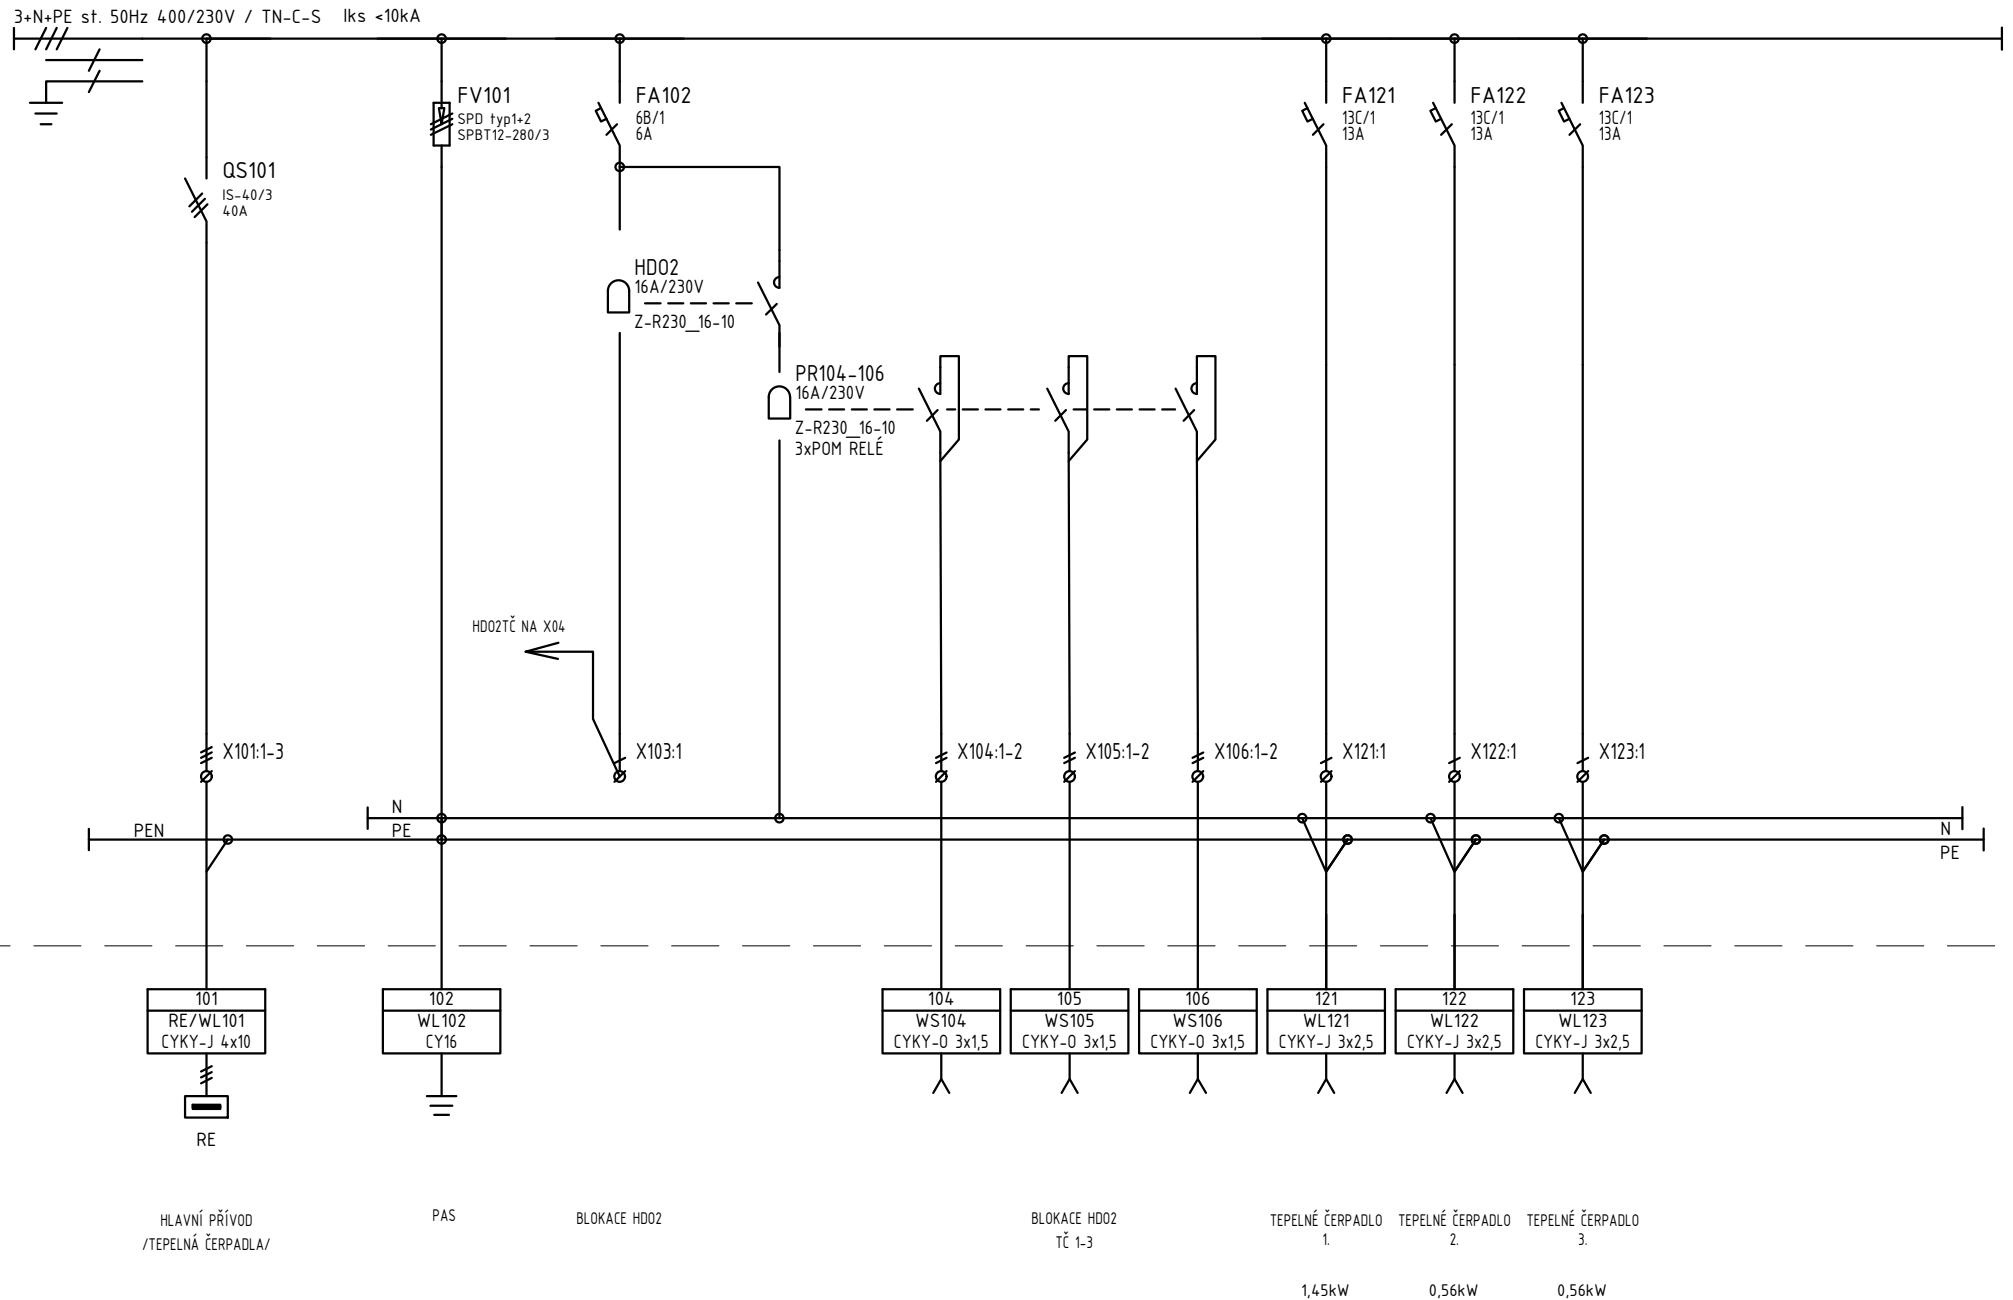 3+N+PE st. 50Hz 400/230V / TN-C-S Iks <10kA
QS101
IS-40/3
40A
FV101
SPD typ1+2
SPBT12-280/3
FA102
6B/1
6A
FA121
13C/1
13A
FA122
13C/1
13A
FA123
13C/1
13A
HDO2
16A/230V
Z-R230_16-10
PR104-106
16A/230V
Z-R230_16-10
3xPOM RELÉ
HDO2TČ NA X04
X101:1-3
X103:1
X104:1-2
X105:1-2
X106:1-2
X121:1
X122:1
X123:1
N
PE
PEN
N
PE
101
RE/WL101
CYKY-J 4x10
RE
102
WL102
CY16
104
WS104
CYKY-O 3x1,5
105
WS105
CYKY-O 3x1,5
106
WS106
CYKY-O 3x1,5
121
WL121
CYKY-J 3x2,5
122
WL122
CYKY-J 3x2,5
123
WL123
CYKY-J 3x2,5
HLAVNÍ PŘÍVOD
/TEPELNÁ ČERPADLA/
PAS
BLOKACE HDO2
BLOKACE HDO2
TČ 1-3
TEPELNÉ ČERPADLO
1.
1,45kW
TEPELNÉ ČERPADLO
2.
0,56kW
TEPELNÉ ČERPADLO
3.
0,56kW